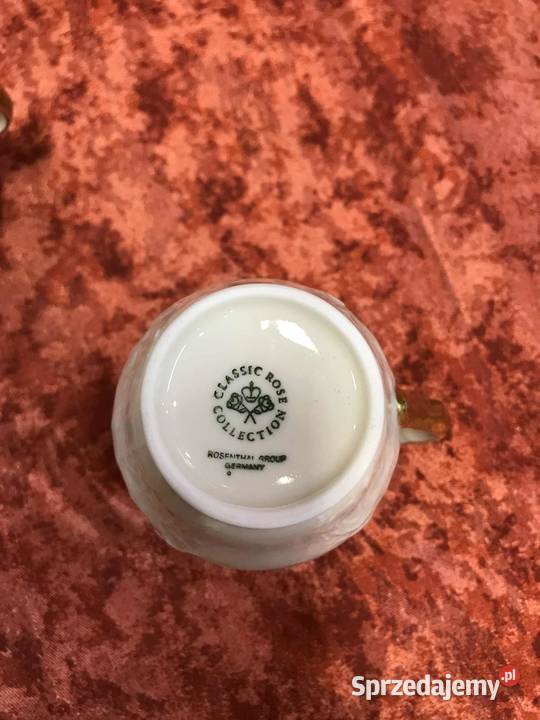 CLASSIC ROSE
COLLECTION
ROSENTHAL GROUP
GERMANY
Sprzedajemy.pl